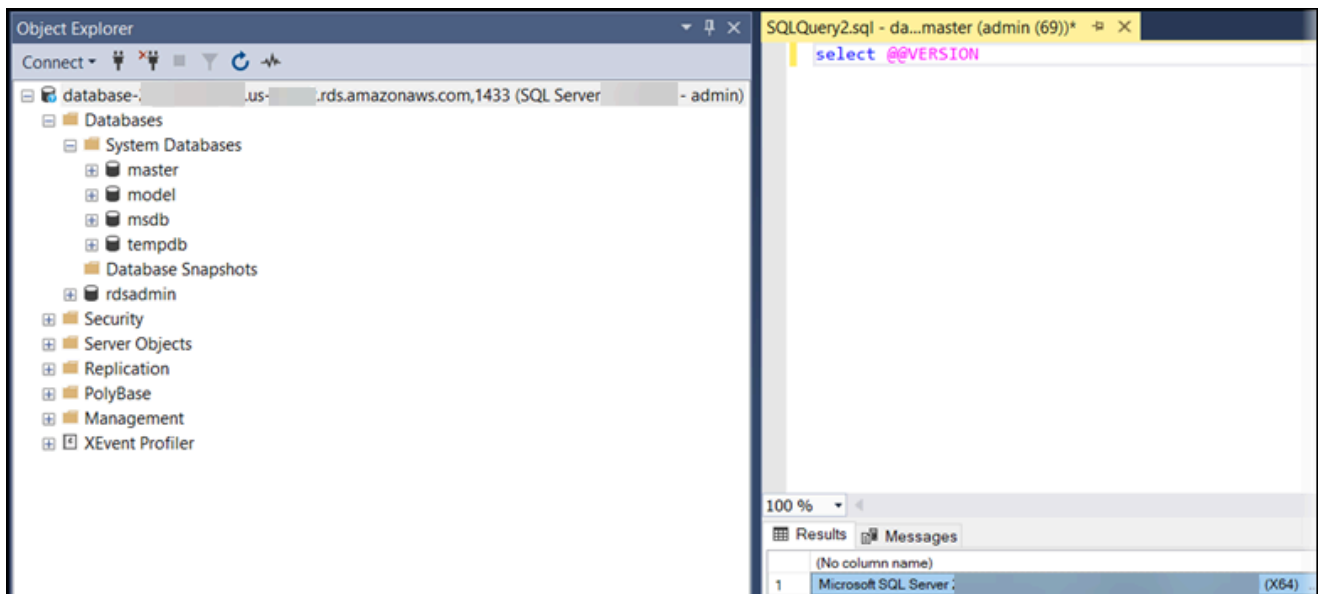 Object Explorer
Connect
database-. .us- .rds.amazonaws.com,1433 (SQL Server - admin)
Databases
System Databases
master
model
msdb
tempdb
Database Snapshots
rdsadmin
Security
Server Objects
Replication
PolyBase
Management
XEvent Profiler
SQLQuery2.sql - da...master (admin (69))*
select @@VERSION
100 %
Results Messages
(No column name)
1 Microsoft SQL Server (X64) ...